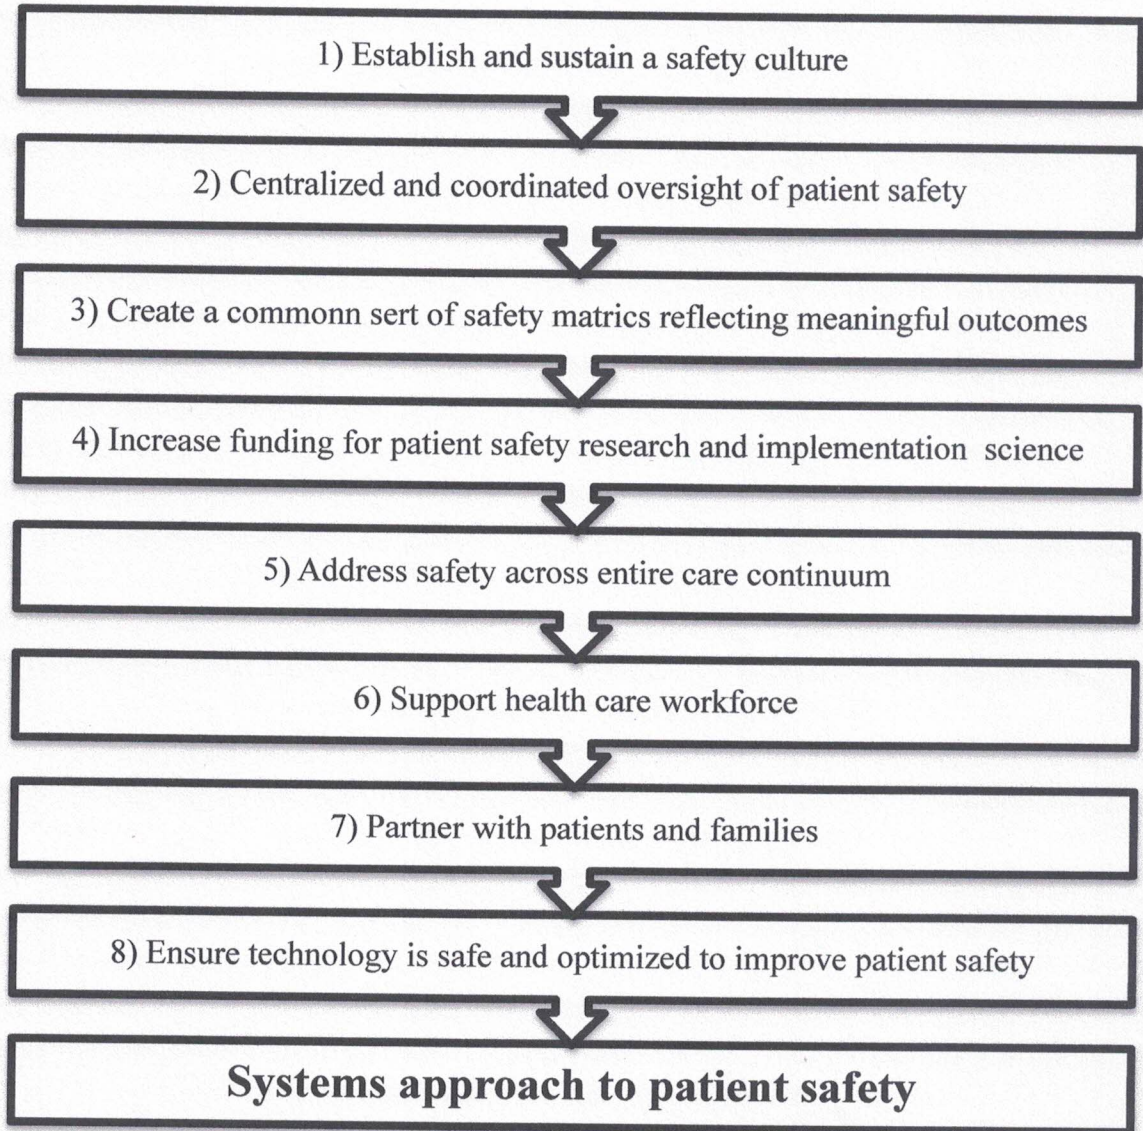 1) Establish and sustain a safety culture
2) Centralized and coordinated oversight of patient safety
3) Create a commonn sert of safety matrics reflecting meaningful outcomes
4) Increase funding for patient safety research and implementation science
5) Address safety across entire care continuum
6) Support health care workforce
7) Partner with patients and families
8) Ensure technology is safe and optimized to improve patient safety
Systems approach to patient safety